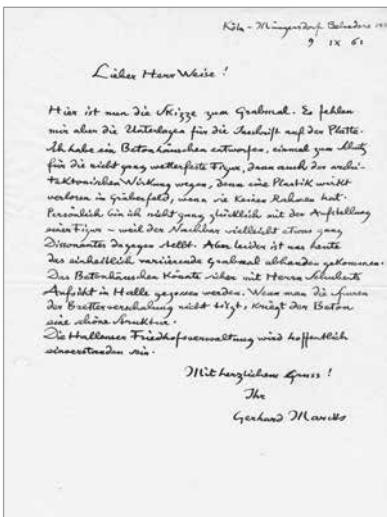 Köln-Müngersdorf Belvedere
9 IX 61
Lieber Herr Weise!
Hier ist nun die Skizze zum Grabmal. Es fehlen
mir aber die Unterlagen für die Inschrift auf der Platte.
Ich habe ein Betonhäuschen entworfen, einmal zum Schutz
für die nicht ganz wetterfeste Figur, dann auch der archi-
tektonischen Wirkung wegen, denn eine Plastik wirkt
verloren im Gräberfeld, wenn sie keinen Rahmen hat.
Persönlich bin ich nicht ganz glücklich mit der Aufstellung
einer Figur – weil der Nachbar vielleicht etwas ganz
Dissonantes dagegen stellt. Aber leider ist uns heute
das einheitlich variierende Grabmal abhanden gekommen.
Das Betonhäuschen könnte sicher mit Herrn Schuberts
Aufsicht in Halle gegossen werden. Wenn man die Spuren
der Bretterverschalung nicht tilgt, kriegt der Beton
eine schöne Struktur.
Die Hallenser Friedhofsverwaltung wird hoffentlich
einverstanden sein.
Mit herzlichem Gruss!
Ihr
Gerhard Marcks